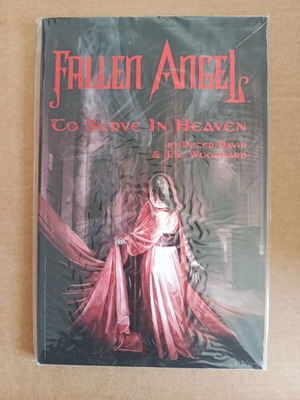 Fallen Angel
To Serve In Heaven
by Peter David
& J.K. Woodward